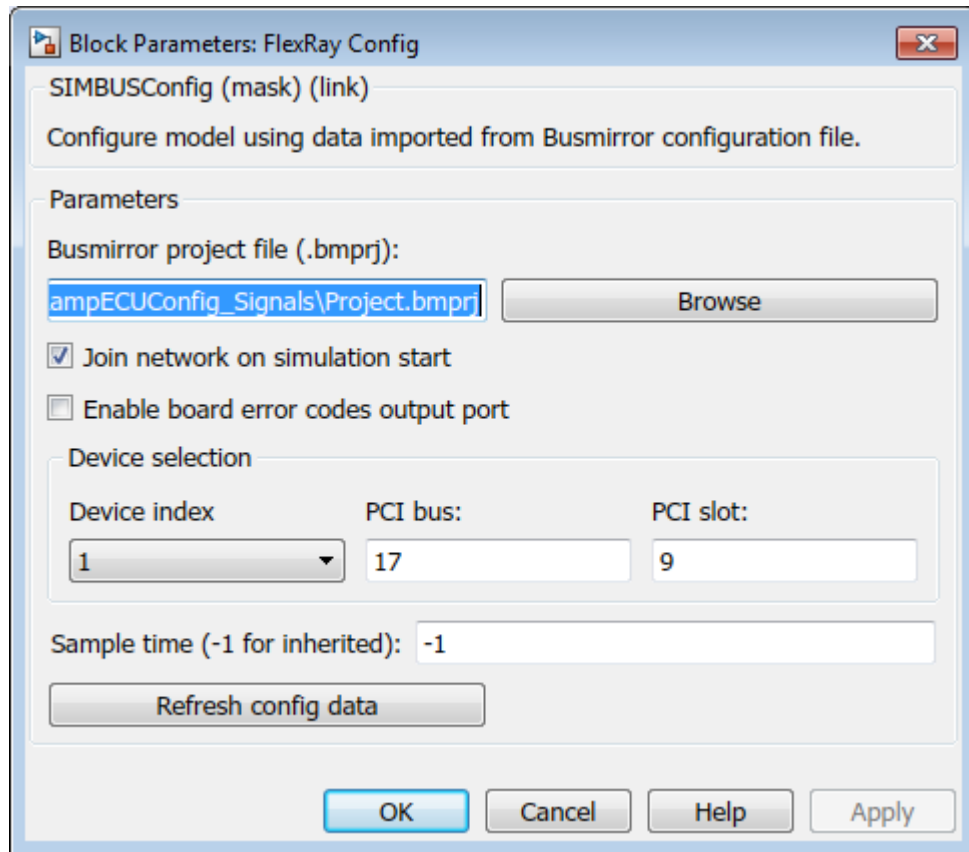 Block Parameters: FlexRay Config
SIMBUSConfig (mask) (link)
Configure model using data imported from Busmirror configuration file.
Parameters
Busmirror project file (.bmprj):
ampECUConfig_Signals\Project.bmprj Browse
Join network on simulation start
Enable board error codes output port
Device selection
Device index PCI bus: PCI slot:
1 17 9
Sample time (-1 for inherited): -1
Refresh config data
OK Cancel Help Apply